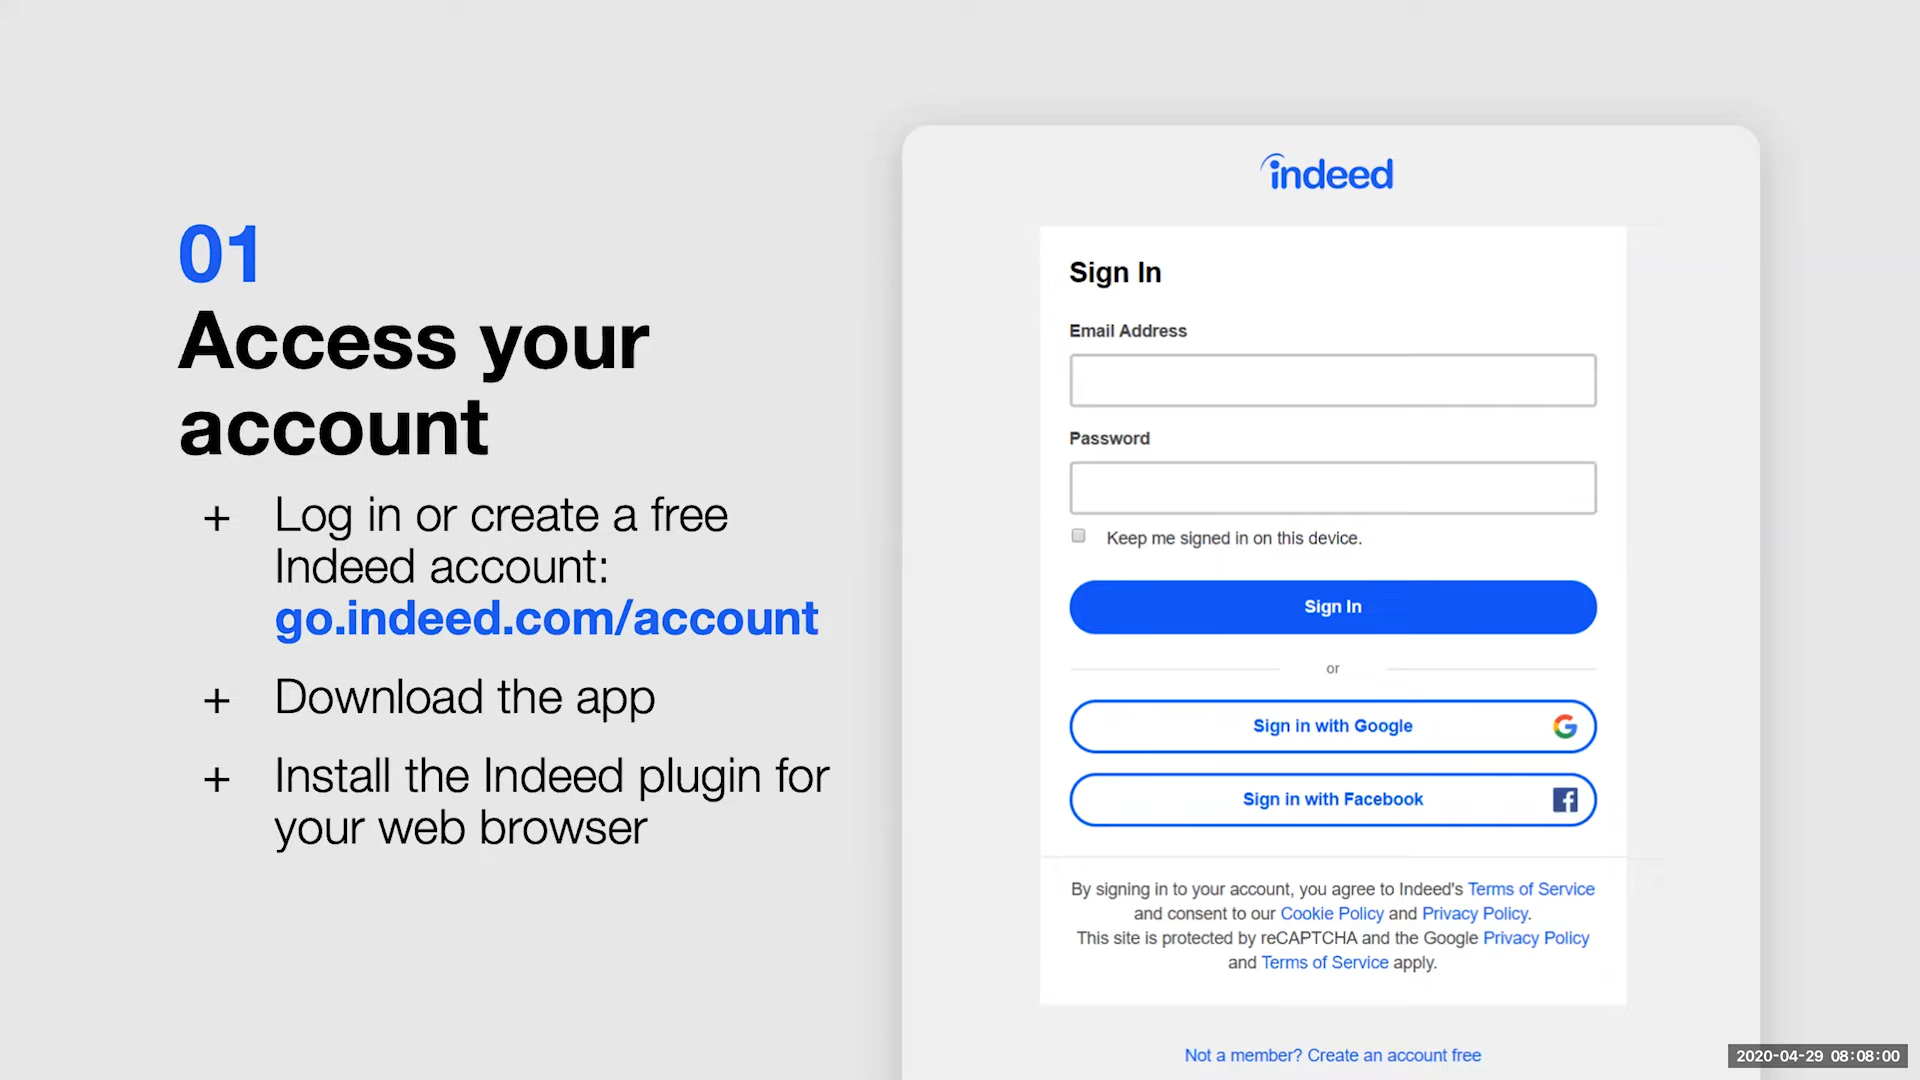 01
Access your
account
+ Log in or create a free
Indeed account:
go.indeed.com/account
+ Download the app
+ Install the Indeed plugin for
your web browser
indeed
Sign In
Email Address
Password
Keep me signed in on this device.
Sign In
or
Sign in with Google
Sign in with Facebook
By signing in to your account, you agree to Indeed's Terms of Service
and consent to our Cookie Policy and Privacy Policy.
This site is protected by reCAPTCHA and the Google Privacy Policy
and Terms of Service apply.
Not a member? Create an account free
2020-04-29 08:08:00